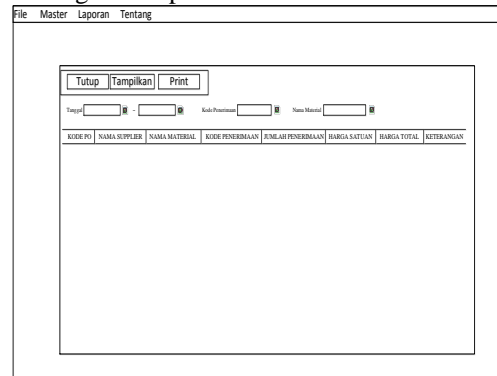 File Master Laporan Tentang
Tutup Tampilkan Print
Tanggal - Kode Penerimaan Nama Material
KODE PO NAMA SUPPLIER NAMA MATERIAL KODE PENERIMAAN JUMLAH PENERIMAAN HARGA SATUAN HARGA TOTAL KETERANGAN